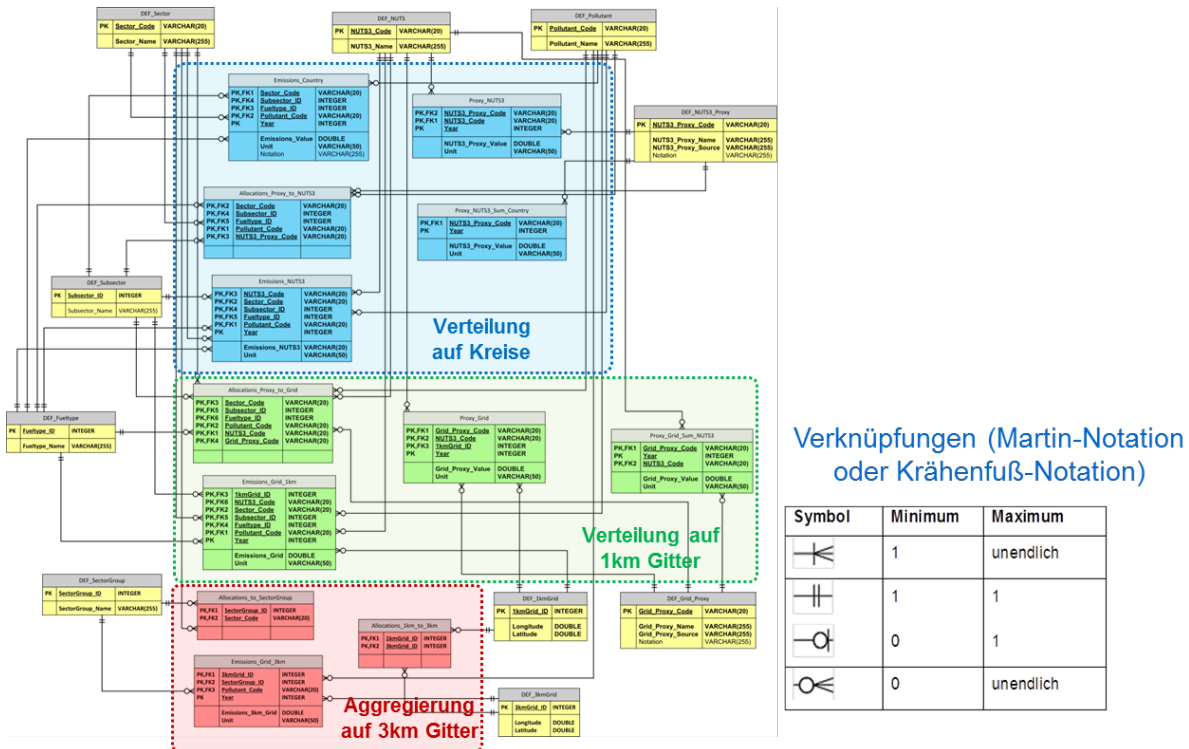 DEF_Sector
PK Sector_Code VARCHAR(20)
Sector_Name VARCHAR(255)
DEF_NUTS
PK NUTS3_Code VARCHAR(20)
NUTS3_Name VARCHAR(255)
DEF_Pollutant
PK Pollutant_Code VARCHAR(20)
Pollutant_Name VARCHAR(255)
Emissions_Country
PK,FK1 Sector_Code VARCHAR(20)
PK,FK4 Subsector_ID INTEGER
PK,FK3 Fueltype_ID INTEGER
PK,FK2 Pollutant_Code VARCHAR(20)
PK Year INTEGER
Emissions_Value DOUBLE
Unit VARCHAR(50)
Notation VARCHAR(255)
Proxy_NUTS3
PK,FK2 NUTS3_Proxy_Code VARCHAR(20)
PK,FK1 NUTS3_Code VARCHAR(20)
PK Year INTEGER
NUTS3_Proxy_Value DOUBLE
Unit VARCHAR(50)
DEF_NUTS3_Proxy
PK NUTS3_Proxy_Code VARCHAR(20)
NUTS3_Proxy_Name VARCHAR(255)
NUTS3_Proxy_Source VARCHAR(255)
Notation VARCHAR(255)
Allocations_Proxy_to_NUTS3
PK,FK2 Sector_Code VARCHAR(20)
PK,FK4 Subsector_ID INTEGER
PK,FK5 Fueltype_ID INTEGER
PK,FK1 Pollutant_Code VARCHAR(20)
PK,FK3 NUTS3_Proxy_Code VARCHAR(20)
Proxy_NUTS3_Sum_Country
PK,FK1 NUTS3_Proxy_Code VARCHAR(20)
PK Year INTEGER
NUTS3_Proxy_Value DOUBLE
Unit VARCHAR(50)
DEF_Subsector
PK Subsector_ID INTEGER
Subsector_Name VARCHAR(255)
Emissions_NUTS3
PK,FK3 NUTS3_Code VARCHAR(20)
PK,FK2 Sector_Code VARCHAR(20)
PK,FK4 Subsector_ID INTEGER
PK,FK5 Fueltype_ID INTEGER
PK,FK1 Pollutant_Code VARCHAR(20)
PK Year INTEGER
Emissions_NUTS3 DOUBLE
Unit VARCHAR(50)
Verteilung
auf Kreise
DEF_Fueltype
PK Fueltype_ID INTEGER
Fueltype_Name VARCHAR(255)
Allocations_Proxy_to_Grid
PK,FK3 Sector_Code VARCHAR(20)
PK,FK5 Subsector_ID INTEGER
PK,FK6 Fueltype_ID INTEGER
PK,FK2 Pollutant_Code VARCHAR(20)
PK,FK1 NUTS3_Code VARCHAR(20)
PK,FK4 Grid_Proxy_Code VARCHAR(20)
Proxy_Grid
PK,FK1 Grid_Proxy_Code VARCHAR(20)
PK,FK2 NUTS3_Code VARCHAR(20)
PK,FK3 1kmGrid_ID INTEGER
PK Year INTEGER
Grid_Proxy_Value DOUBLE
Unit VARCHAR(50)
Proxy_Grid_Sum_NUTS3
PK,FK1 Grid_Proxy_Code VARCHAR(20)
PK Year INTEGER
PK,FK2 NUTS3_Code VARCHAR(20)
Grid_Proxy_Value DOUBLE
Unit VARCHAR(50)
Emissions_Grid_1km
PK,FK3 1kmGrid_ID INTEGER
PK,FK6 NUTS3_Code VARCHAR(20)
PK,FK2 Sector_Code VARCHAR(20)
PK,FK5 Subsector_ID INTEGER
PK,FK4 Fueltype_ID INTEGER
PK,FK1 Pollutant_Code VARCHAR(20)
PK Year INTEGER
Emissions_Grid DOUBLE
Unit VARCHAR(50)
Verteilung auf
1km Gitter
DEF_SectorGroup
PK SectorGroup_ID INTEGER
SectorGroup_Name VARCHAR(255)
Allocations_to_SectorGroup
PK,FK1 SectorGroup_ID INTEGER
PK,FK2 Sector_Code VARCHAR(20)
Allocations_1km_to_3km
PK,FK1 1kmGrid_ID INTEGER
PK,FK2 3kmGrid_ID INTEGER
DEF_1kmGrid
PK 1kmGrid_ID INTEGER
Longitude DOUBLE
Latitude DOUBLE
DEF_Grid_Proxy
PK Grid_Proxy_Code VARCHAR(20)
Grid_Proxy_Name VARCHAR(255)
Grid_Proxy_Source VARCHAR(255)
Notation VARCHAR(255)
Emissions_Grid_3km
PK,FK1 3kmGrid_ID INTEGER
PK,FK2 SectorGroup_ID INTEGER
PK,FK3 Pollutant_Code VARCHAR(20)
PK Year INTEGER
Emissions_3km_Grid DOUBLE
Unit VARCHAR(50)
DEF_3kmGrid
PK 3kmGrid_ID INTEGER
Longitude DOUBLE
Latitude DOUBLE
Aggregierung
auf 3km Gitter
Verknüpfungen (Martin-Notation
oder Krähenfuß-Notation)
Symbol Minimum Maximum
1 unendlich
1 1
0 1
0 unendlich